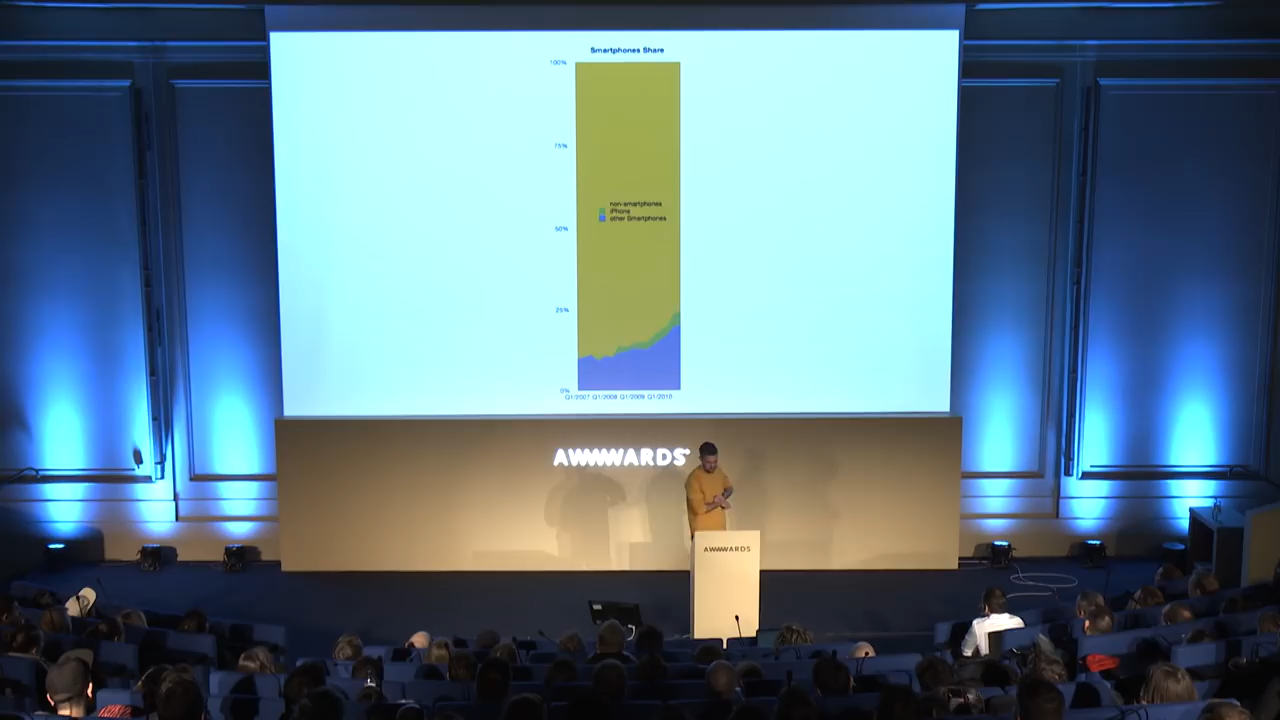 Smartphones Share
100%
75%
non-smartphones
iPhone
other Smartphones
50%
25%
0%
Q1/2007 Q1/2008 Q1/2009 Q1/2010
AWWWARDS
AWWWARDS